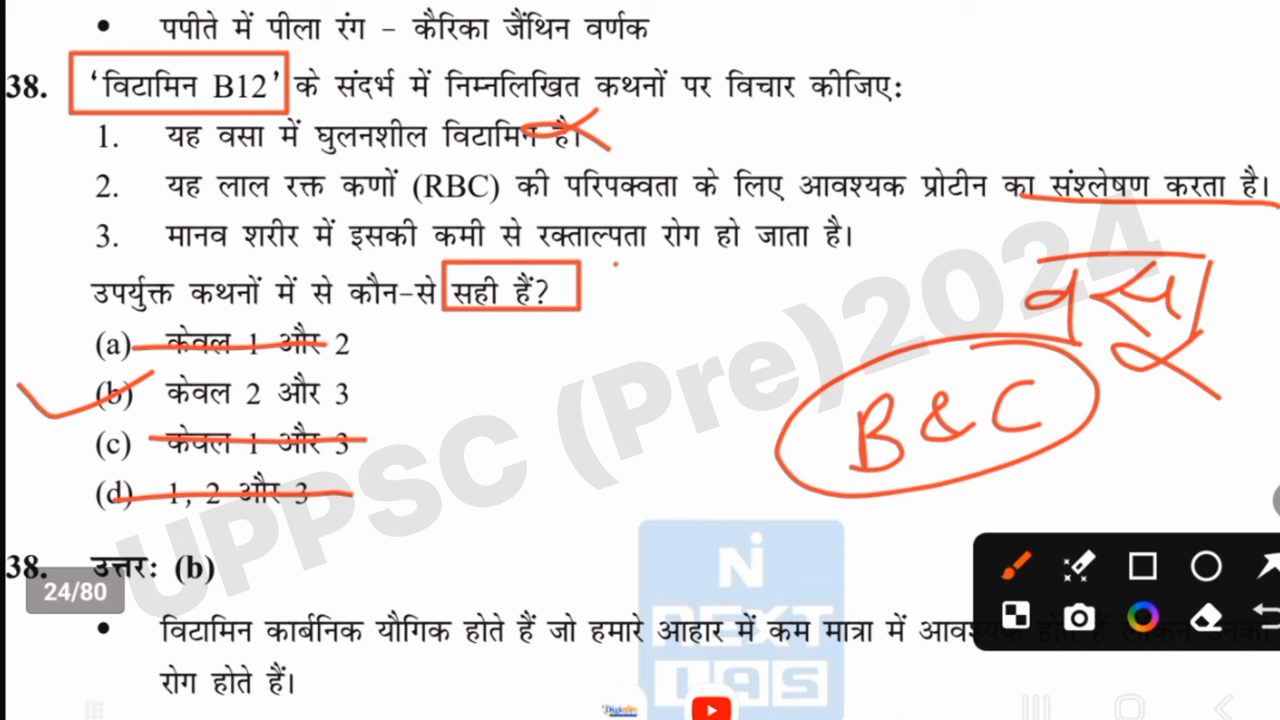 • पपीते में पीला रंग – कैरिका जैंथिन वर्णक
38. 'विटामिन B12' के संदर्भ में निम्नलिखित कथनों पर विचार कीजिए:
1. यह वसा में घुलनशील विटामिन है।
2. यह लाल रक्त कणों (RBC) की परिपक्वता के लिए आवश्यक प्रोटीन का संश्लेषण करता है।
3. मानव शरीर में इसकी कमी से रक्ताल्पता रोग हो जाता है।
उपर्युक्त कथनों में से कौन-से सही हैं?
(a) केवल 1 और 2
(b) केवल 2 और 3
(c) केवल 1 और 3
(d) 1, 2 और 3
B & C
UPPSC (Pre) 2024
38. उत्तरः (b)
24/80
• विटामिन कार्बनिक यौगिक होते हैं जो हमारे आहार में कम मात्रा में आवश्यक होते हैं
रोग होते हैं।
NEXT
IAS